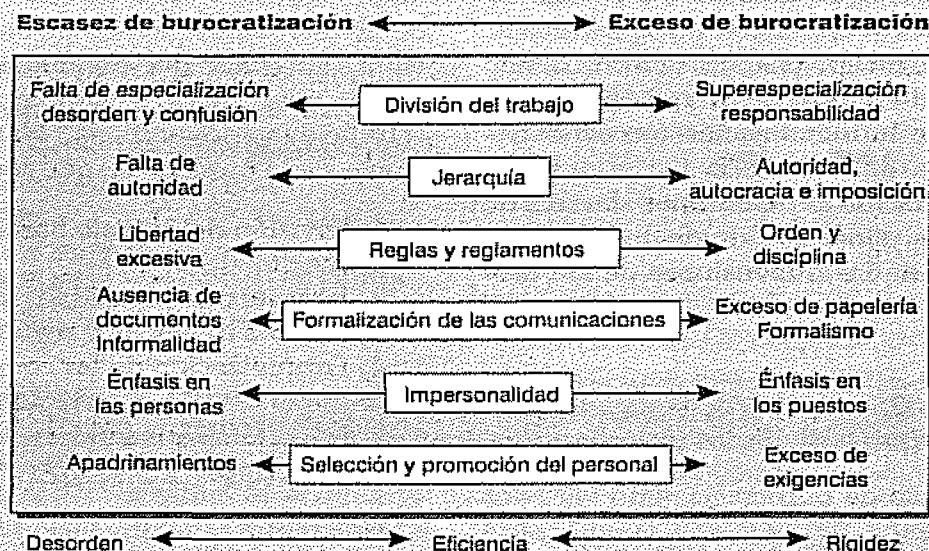 Escasez de burocratización Exceso de burocratización
Falta de especialización
desorden y confusión
División del trabajo
Superespecialización
responsabilidad
Falta de
autoridad
Jerarquía
Autoridad,
autocracia e imposición
Libertad
excesiva
Reglas y reglamentos
Orden y
disciplina
Ausencia de
documentos
Informalidad
Formalización de las comunicaciones
Exceso de papelería
Formalismo
Énfasis en
las personas
Impersonalidad
Énfasis en
los puestos
Apadrinamientos
Selección y promoción del personal
Exceso de
exigencias
Desorden Eficiencia Rigidez